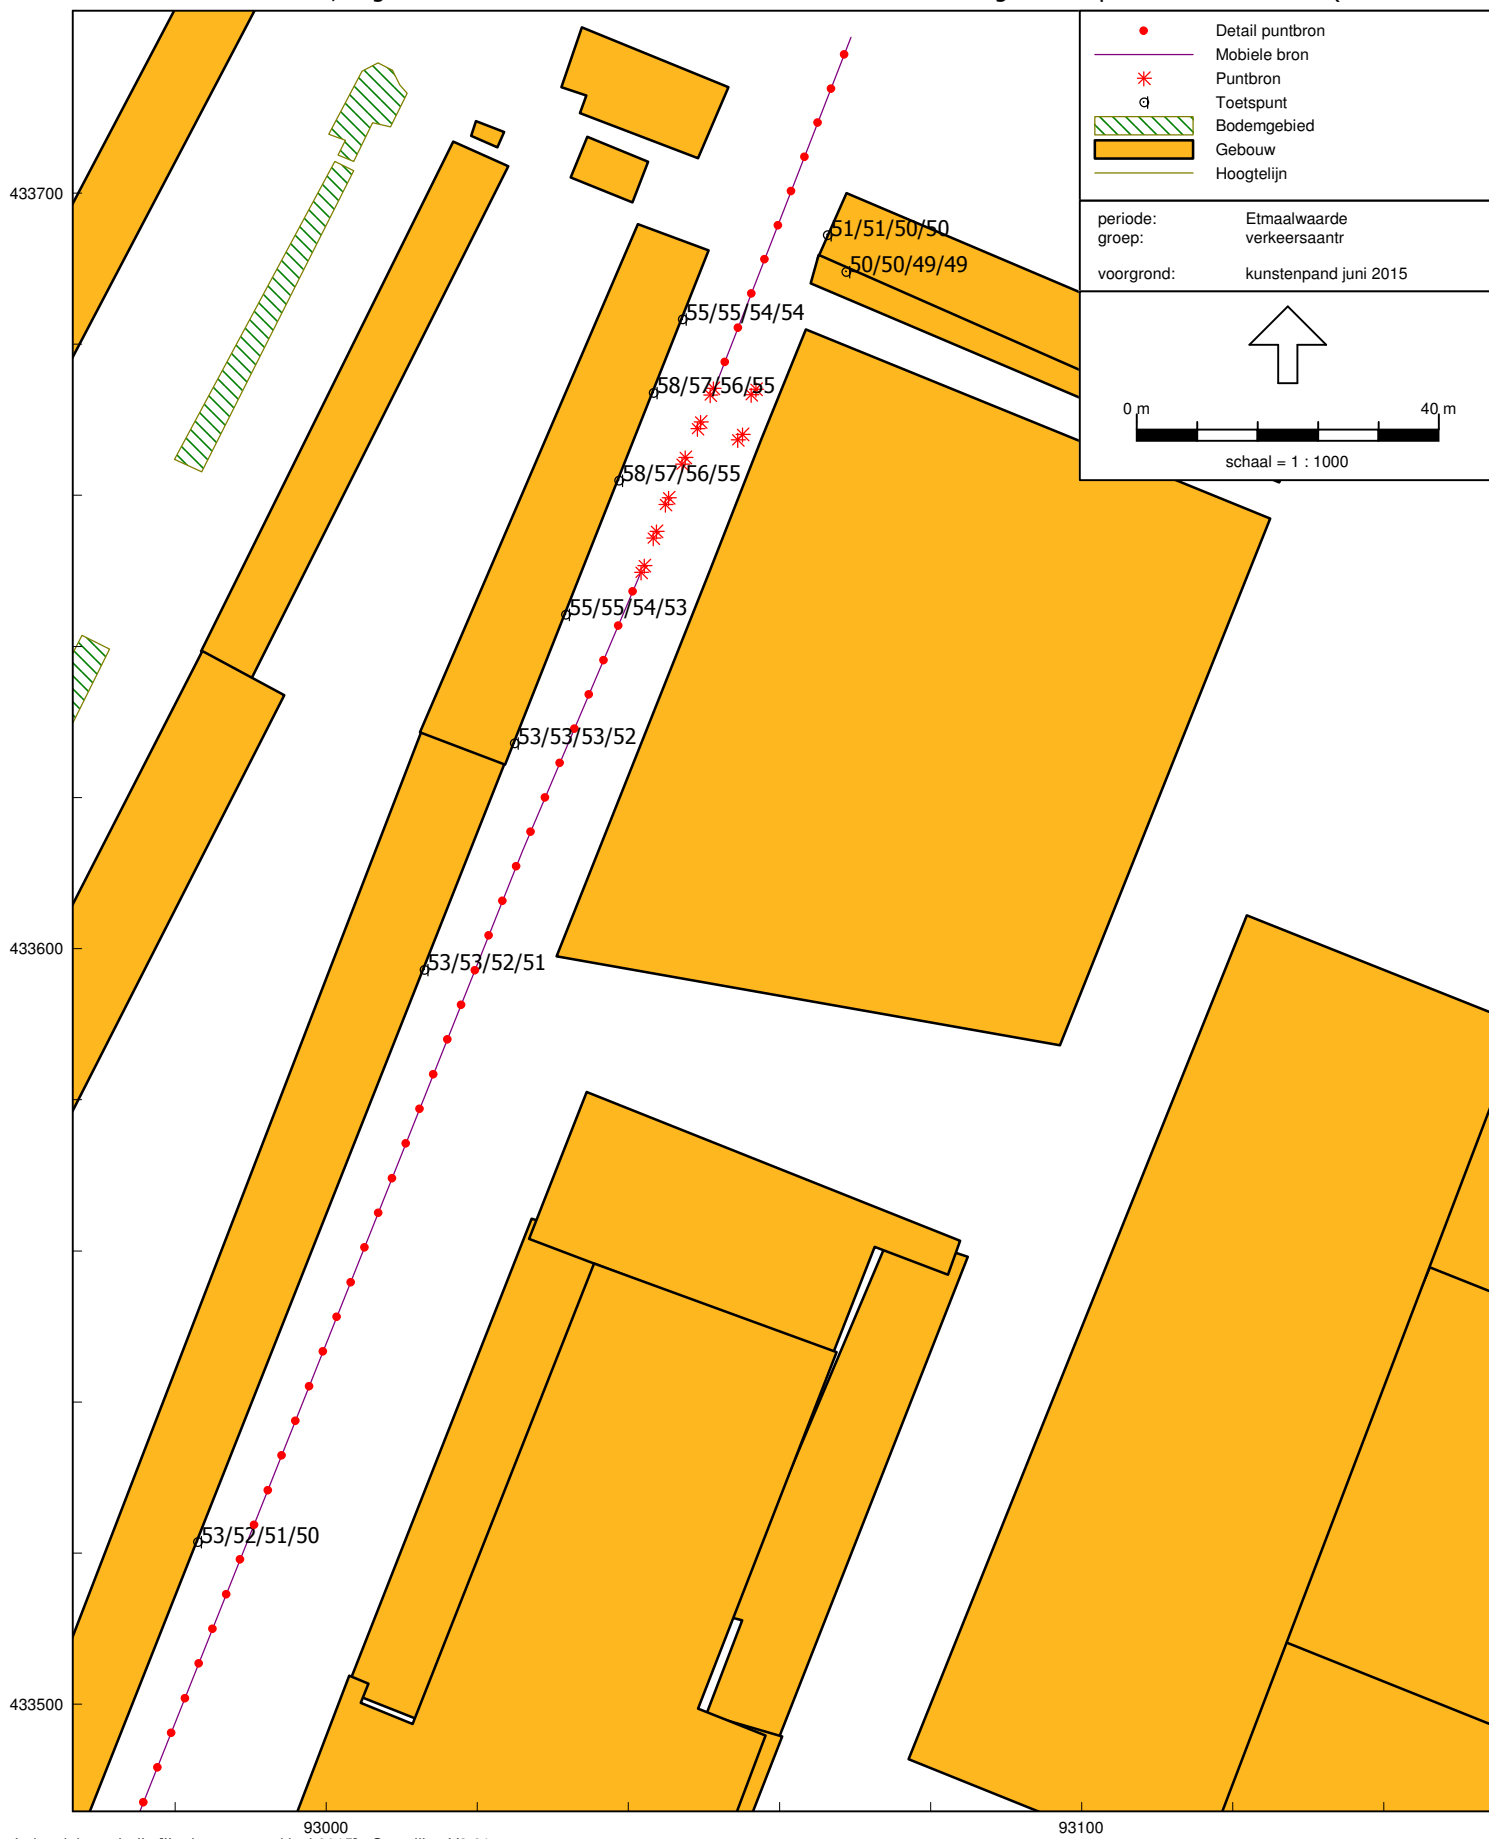 Detail puntbron
Mobiele bron
Puntbron
Toetspunt
Bodemgebied
Gebouw
Hoogtelijn
periode: Etmaalwaarde
groep: verkeersaantr
voorgrond: kunstenpand juni 2015
0 m 40 m
schaal = 1 : 1000
433700
51/51/50/50
50/50/49/49
55/55/54/54
58/57/56/55
58/57/56/55
55/55/54/53
53/53/53/52
433600
53/53/52/51
53/52/51/50
433500
93000
93100